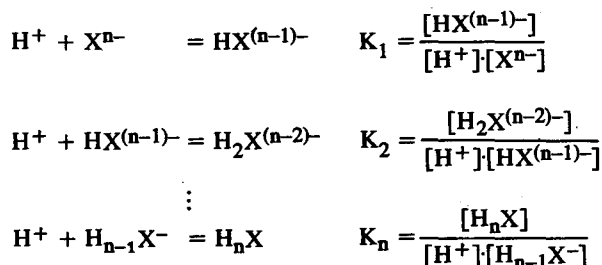 H⁺ + Xⁿ⁻ = HX⁽ⁿ⁻¹⁾⁻ K₁ = [HX⁽ⁿ⁻¹⁾⁻] / [H⁺]·[Xⁿ⁻]
H⁺ + HX⁽ⁿ⁻¹⁾⁻ = H₂X⁽ⁿ⁻²⁾⁻ K₂ = [H₂X⁽ⁿ⁻²⁾⁻] / [H⁺]·[HX⁽ⁿ⁻¹⁾⁻]
⋮
H⁺ + Hₙ₋₁X⁻ = HₙX Kₙ = [HₙX] / [H⁺]·[Hₙ₋₁X⁻]